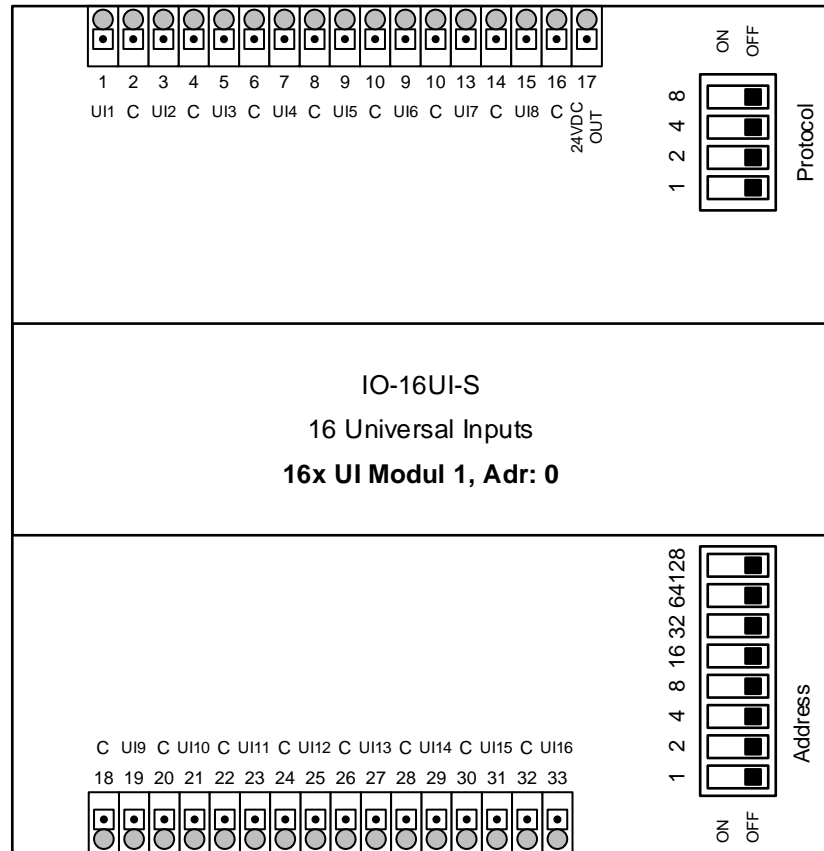 1 2 3 4 5 6 7 8 9 10 9 10 13 14 15 16 17
UI1 C UI2 C UI3 C UI4 C UI5 C UI6 C UI7 C UI8 C 24VDC OUT
ON OFF
8
4
2
1
Protocol
IO-16UI-S
16 Universal Inputs
16x UI Modul 1, Adr: 0
128
64
32
16
8
4
2
1
Address
ON OFF
C UI9 C UI10 C UI11 C UI12 C UI13 C UI14 C UI15 C UI16
18 19 20 21 22 23 24 25 26 27 28 29 30 31 32 33